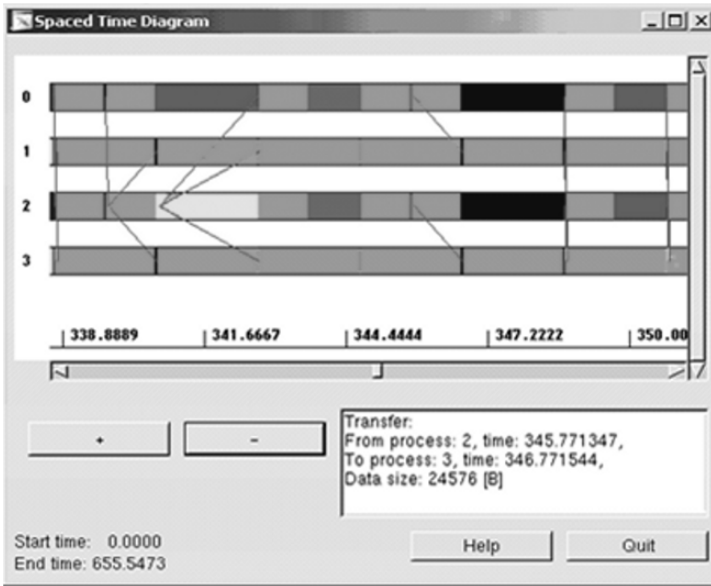 Spaced Time Diagram
0
1
2
3
338.8889 341.6667 344.4444 347.2222 350.00
+ -
Transfer:
From process: 2, time: 345.771347,
To process: 3, time: 346.771544,
Data size: 24576 [B]
Start time: 0.0000
End time: 655.5473
Help Quit